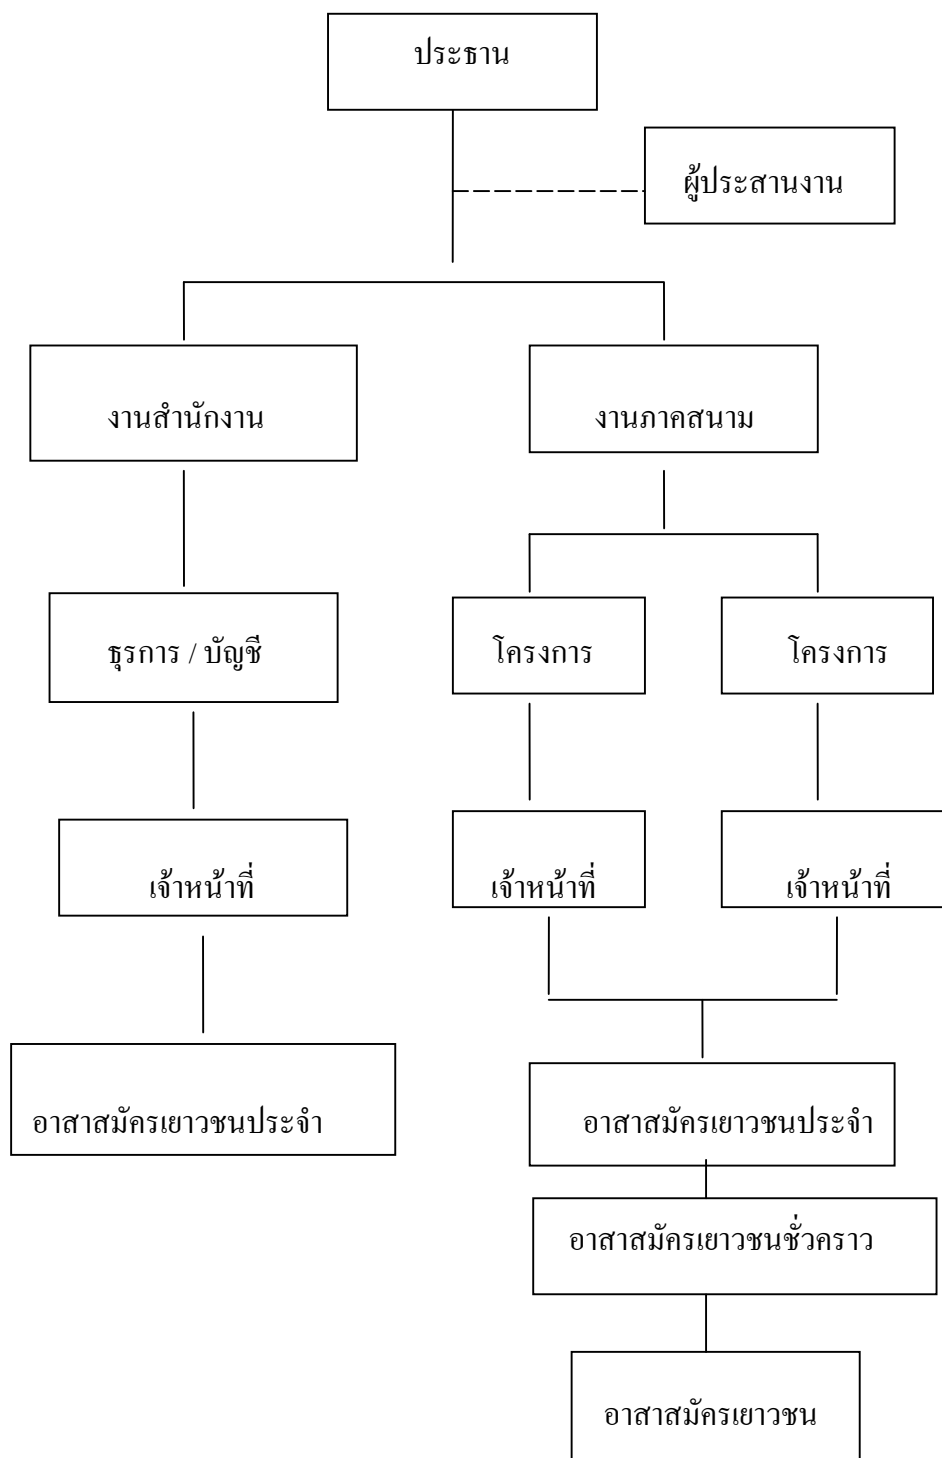 ประธาน
ผู้ประสานงาน
งานสำนักงาน
งานภาคสนาม
ธุรการ / บัญชี
โครงการ
โครงการ
เจ้าหน้าที่
เจ้าหน้าที่
เจ้าหน้าที่
อาสาสมัครเยาวชนประจำ
อาสาสมัครเยาวชนประจำ
อาสาสมัครเยาวชนชั่วคราว
อาสาสมัครเยาวชน